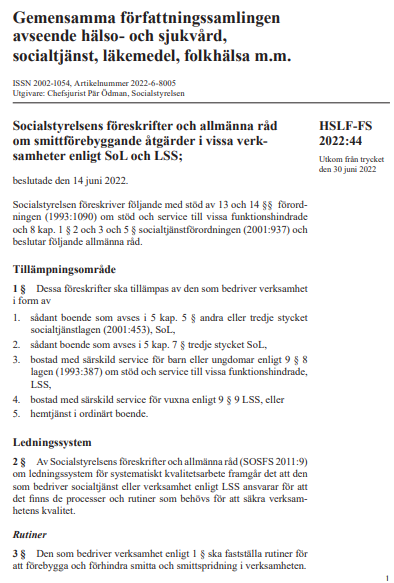 Gemensamma författningssamlingen
avseende hälso- och sjukvård,
socialtjänst, läkemedel, folkhälsa m.m.
ISSN 2002-1054, Artikelnummer 2022-6-8005
Utgivare: Chefsjurist Pär Ödman, Socialstyrelsen
Socialstyrelsens föreskrifter och allmänna råd
om smittförebyggande åtgärder i vissa verk-
samheter enligt SoL och LSS;
HSLF-FS
2022:44
Utkom från trycket
den 30 juni 2022
beslutade den 14 juni 2022.
Socialstyrelsen föreskriver följande med stöd av 13 och 14 §§ förord-
ningen (1993:1090) om stöd och service till vissa funktionshindrade
och 8 kap. 1 § 2 och 3 och 5 § socialtjänstförordningen (2001:937) och
beslutar följande allmänna råd.
Tillämpningsområde
1 § Dessa föreskrifter ska tillämpas av den som bedriver verksamhet
i form av
1. sådant boende som avses i 5 kap. 5 § andra eller tredje stycket
socialtjänstlagen (2001:453), SoL,
2. sådant boende som avses i 5 kap. 7 § tredje stycket SoL,
3. bostad med särskild service för barn eller ungdomar enligt 9 § 8
lagen (1993:387) om stöd och service till vissa funktionshindrade,
LSS,
4. bostad med särskild service för vuxna enligt 9 § 9 LSS, eller
5. hemtjänst i ordinärt boende.
Ledningssystem
2 § Av Socialstyrelsens föreskrifter och allmänna råd (SOSFS 2011:9)
om ledningssystem för systematiskt kvalitetsarbete framgår det att den
som bedriver socialtjänst eller verksamhet enligt LSS ansvarar för att
det finns de processer och rutiner som behövs för att säkra verksam-
hetens kvalitet.
Rutiner
3 § Den som bedriver verksamhet enligt 1 § ska fastställa rutiner för
att förebygga och förhindra smitta och smittspridning i verksamheten.
1